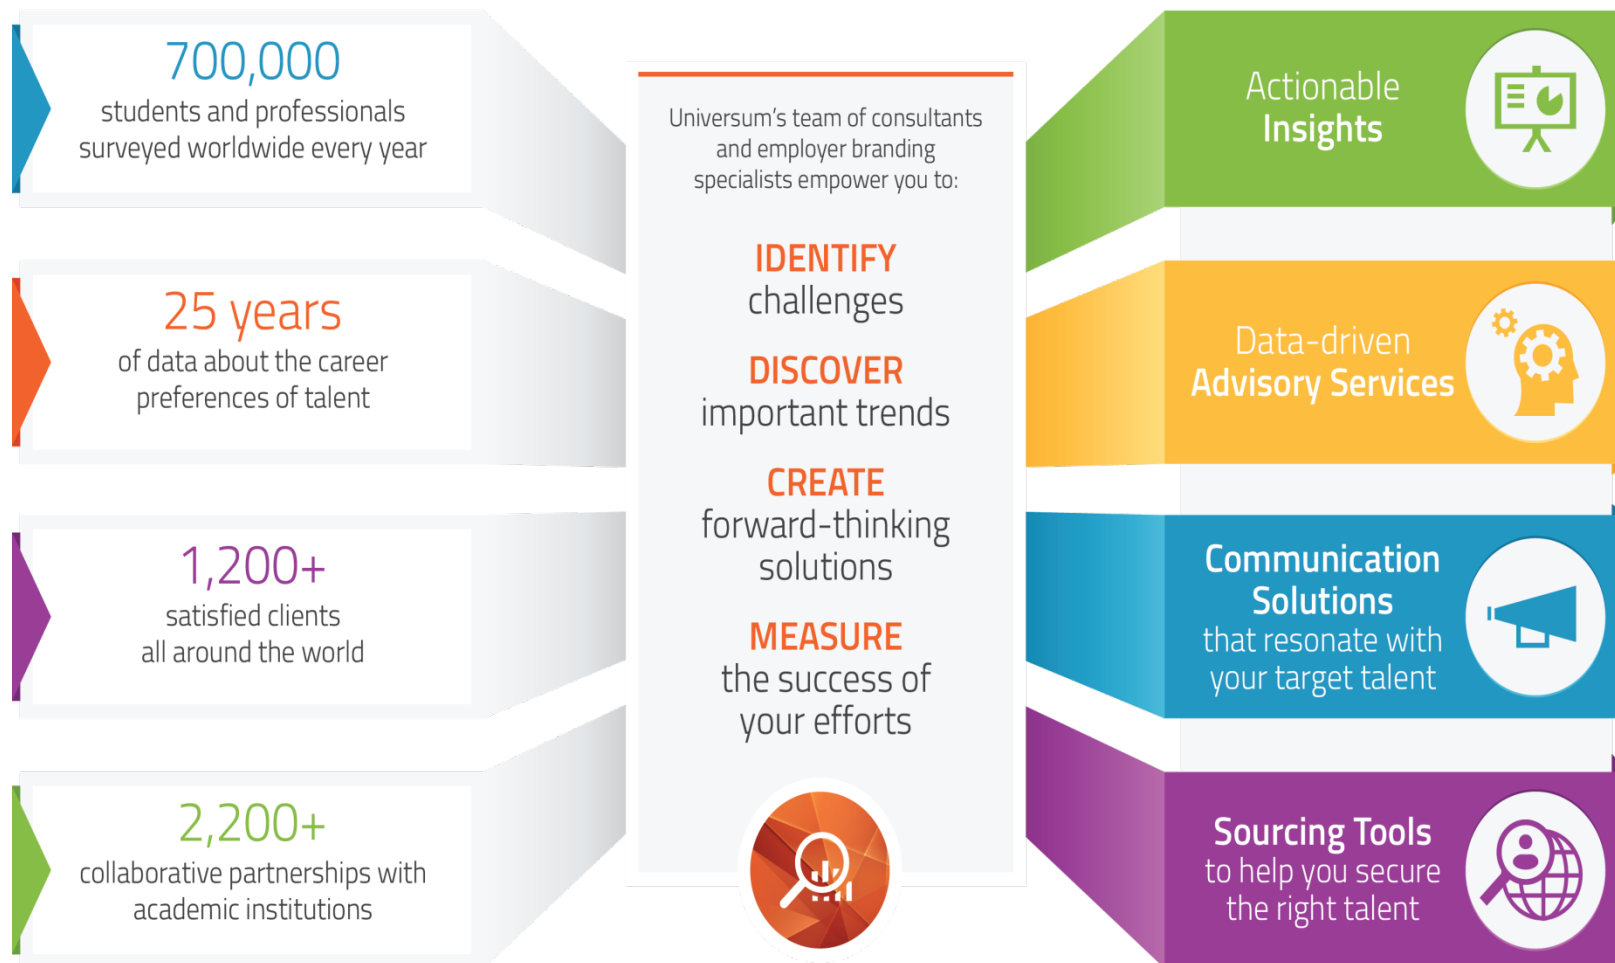 700,000
students and professionals
surveyed worldwide every year
25 years
of data about the career
preferences of talent
1,200+
satisfied clients
all around the world
2,200+
collaborative partnerships with
academic institutions
Universum's team of consultants
and employer branding
specialists empower you to:
IDENTIFY
challenges
DISCOVER
important trends
CREATE
forward-thinking
solutions
MEASURE
the success of
your efforts
Actionable
Insights
Data-driven
Advisory Services
Communication
Solutions
that resonate with
your target talent
Sourcing Tools
to help you secure
the right talent